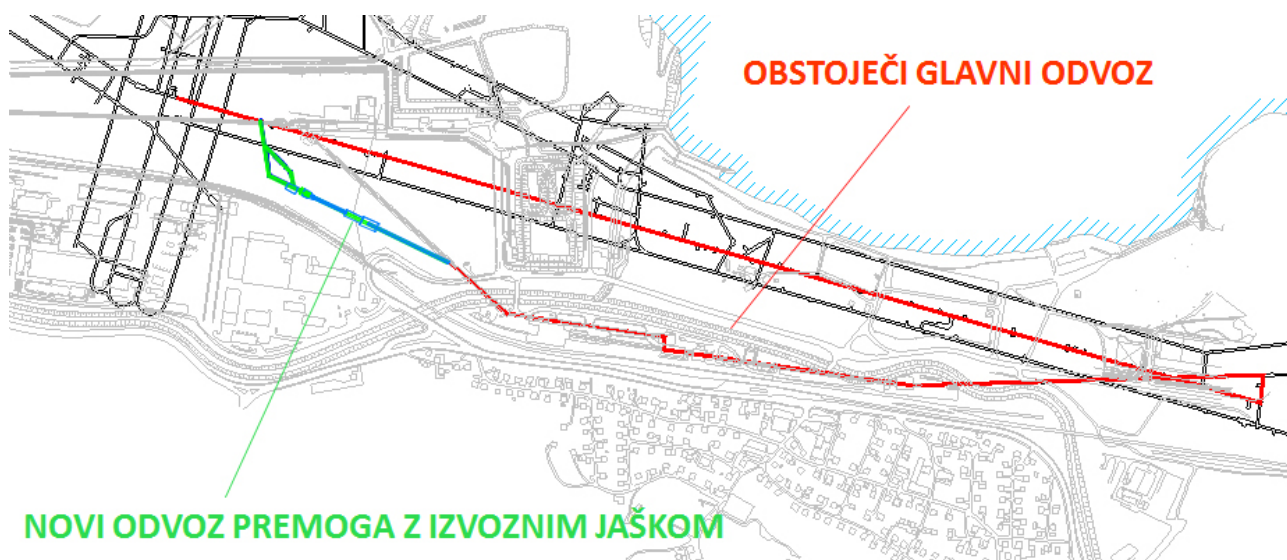 OBSTOJEČI GLAVNI ODVOZ
NOVI ODVOZ PREMOGA Z IZVOZNIM JAŠKOM